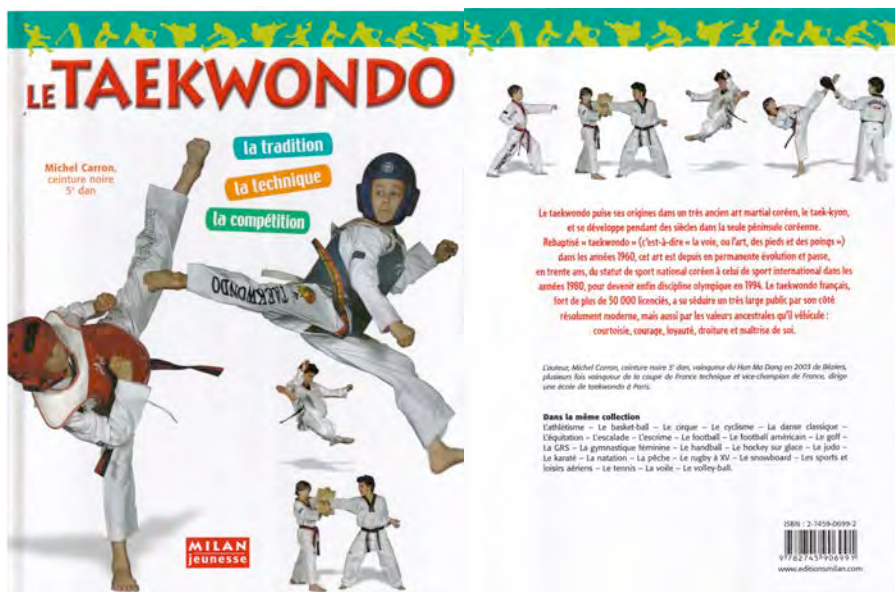 LE TAEKWONDO
la tradition
Michel Carron,
ceinture noire
5e dan
la technique
la compétition
TAEKWONDO
MILAN
jeunesse
Le taekwondo puise ses origines dans un très ancien art martial coréen, le taek-kyon,
et se développe pendant des siècles dans la seule péninsule coréenne.
Rebaptisé « taekwondo » (c'est-à-dire « la voie, ou l'art, des pieds et des poings »)
dans les années 1960, cet art est depuis en permanente évolution et passe,
en trente ans, du statut de sport national coréen à celui de sport international dans les
années 1980, pour devenir enfin discipline olympique en 1994. Le taekwondo français,
fort de plus de 50 000 licenciés, a su séduire un très large public par son côté
résolument moderne, mais aussi par les valeurs ancestrales qu'il véhicule :
courtoisie, courage, loyauté, droiture et maîtrise de soi.
L'auteur, Michel Carron, ceinture noire 5e dan, vainqueur du Han Ma Dang en 2003 de Béziers,
plusieurs fois vainqueur de la coupe de France technique et vice-champion de France, dirige
une école de taekwondo à Paris.
Dans la même collection
L'athlétisme – Le basket-ball – Le cirque – Le cyclisme – La danse classique –
L'équitation – L'escalade – L'escrime – Le football – Le football américain – Le golf –
La GRS – La gymnastique féminine – Le handball – Le hockey sur glace – Le judo –
Le karaté – La natation – La pêche – Le rugby à XV – Le snowboard – Les sports et
loisirs aériens – Le tennis – La voile – Le volley-ball.
ISBN : 2-7459-0699-2
9 782745 906991
www.editionsmilan.com